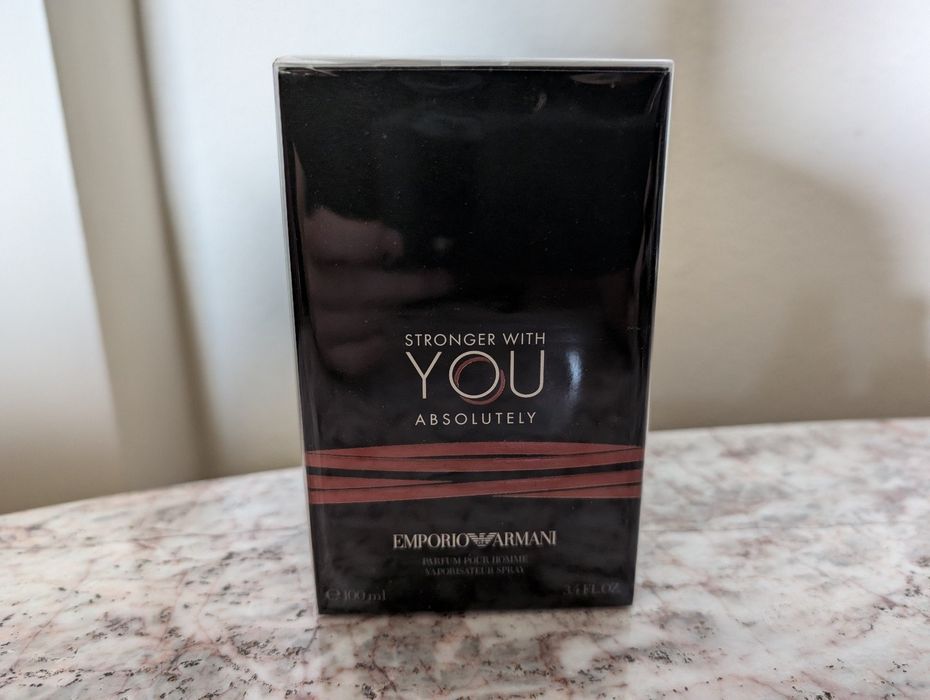 STRONGER WITH
YOU
ABSOLUTELY
EMPORIO ARMANI
PARFUM POUR HOMME
VAPORISATEUR SPRAY
℮ 100 ml 3.4 FL.OZ.